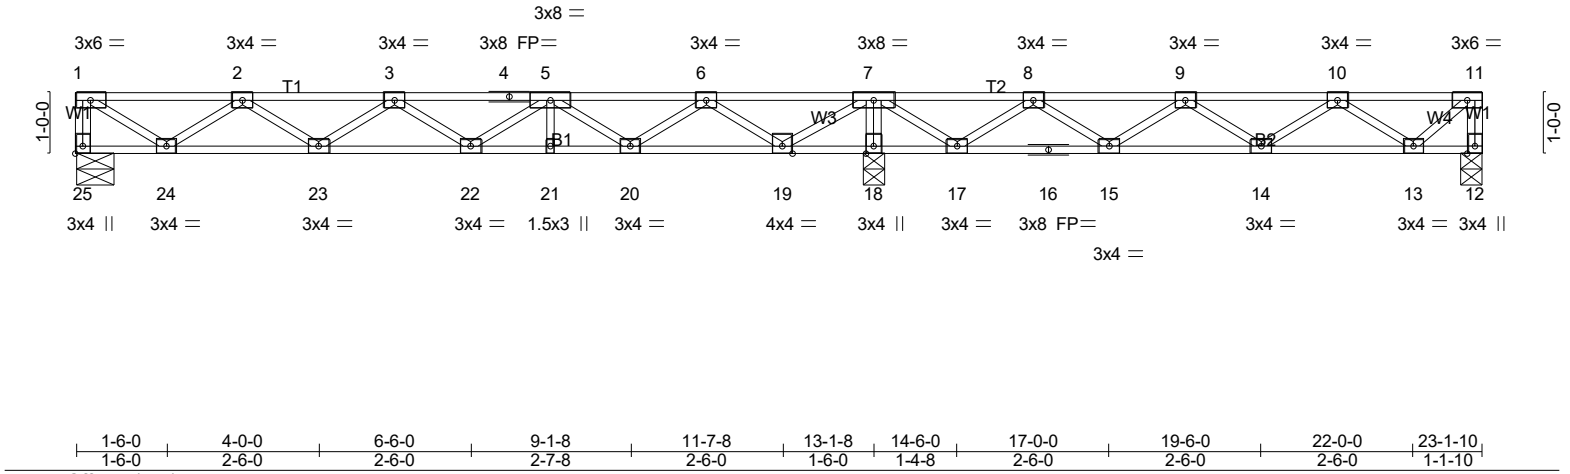 3x8 =
3x6 = 3x4 = 3x4 = 3x8 FP= 3x4 = 3x8 = 3x4 = 3x4 = 3x4 = 3x6 =
1 2 3 4 5 6 7 8 9 10 11
T1 T2
W1 W3 W4 W1
1-0-0 1-0-0
B1 B2
25 24 23 22 21 20 19 18 17 16 15 14 13 12
3x4 || 3x4 = 3x4 = 3x4 = 1.5x3 || 3x4 = 4x4 = 3x4 || 3x4 = 3x8 FP= 3x4 = 3x4 = 3x4 ||
3x4 =
1-6-0 4-0-0 6-6-0 9-1-8 11-7-8 13-1-8 14-6-0 17-0-0 19-6-0 22-0-0 23-1-10
1-6-0 2-6-0 2-6-0 2-7-8 2-6-0 1-6-0 1-4-8 2-6-0 2-6-0 2-6-0 1-1-10